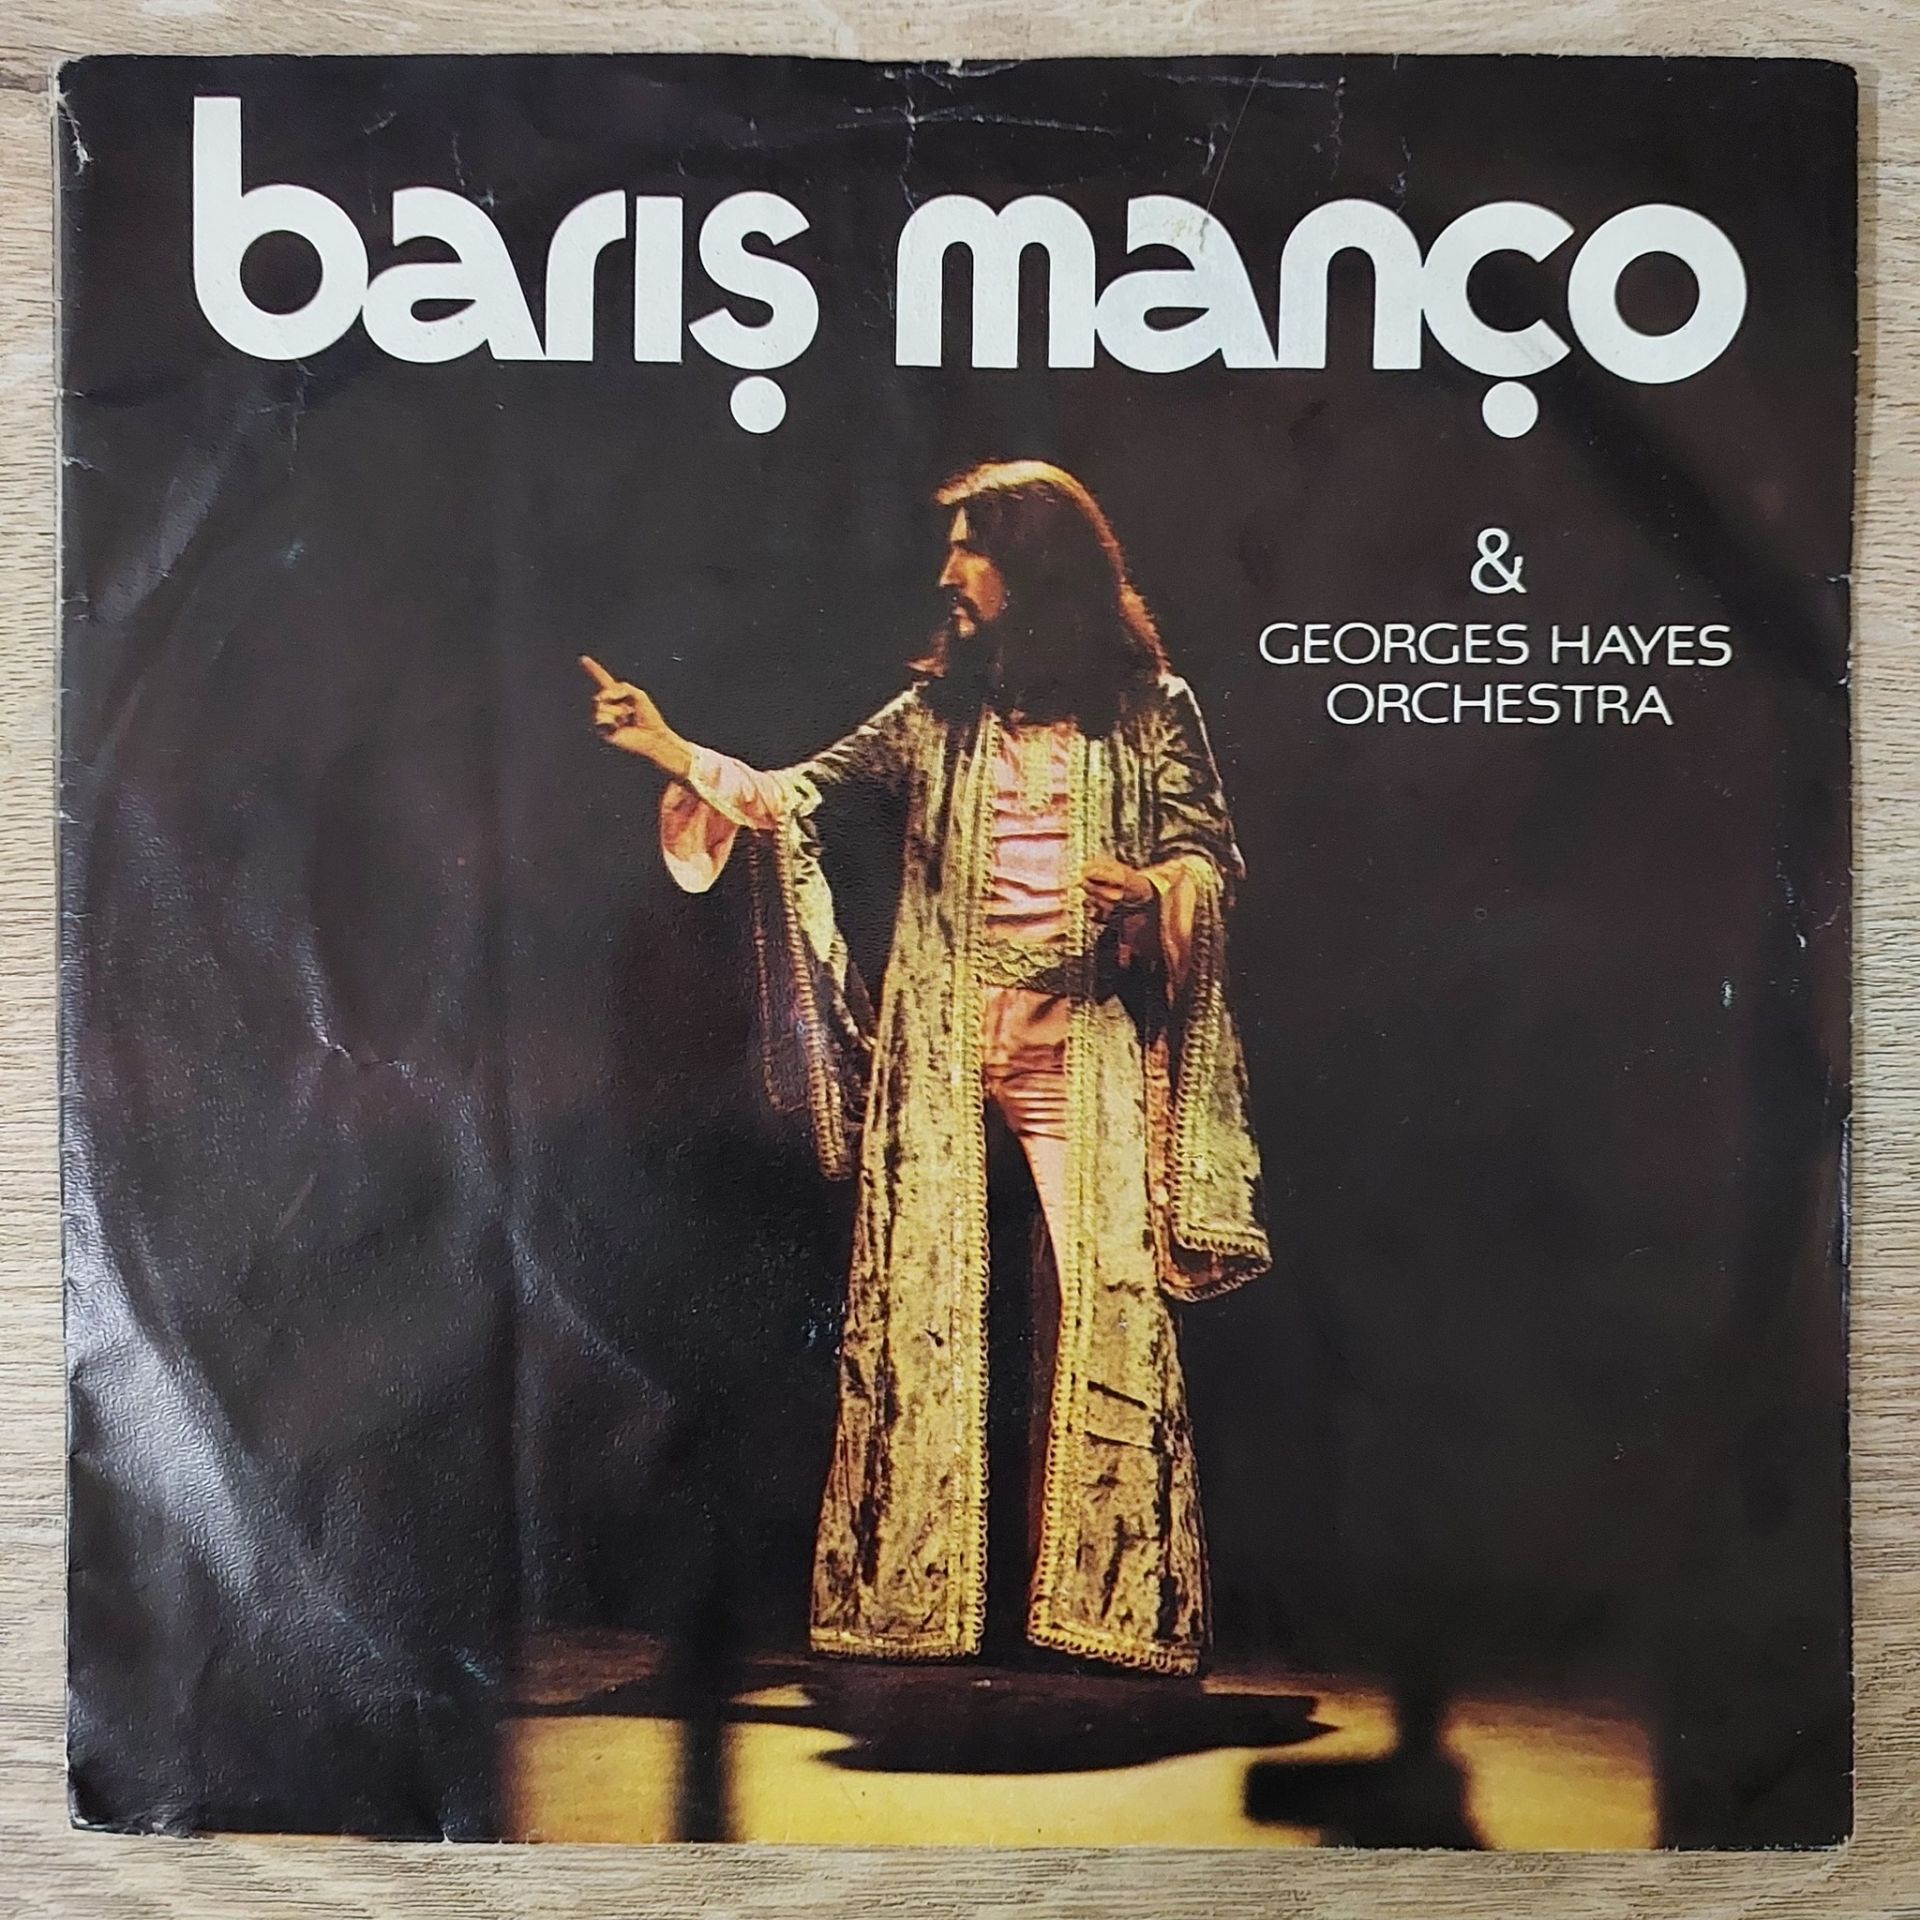 barış manço
&
GEORGES HAYES
ORCHESTRA